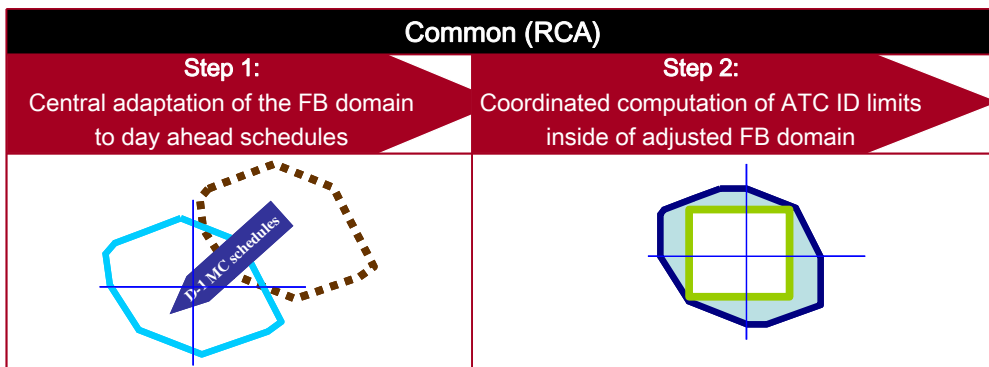 Common (RCA)
Step 1:
Central adaptation of the FB domain
to day ahead schedules
Step 2:
Coordinated computation of ATC ID limits
inside of adjusted FB domain
D-1 MC schedules